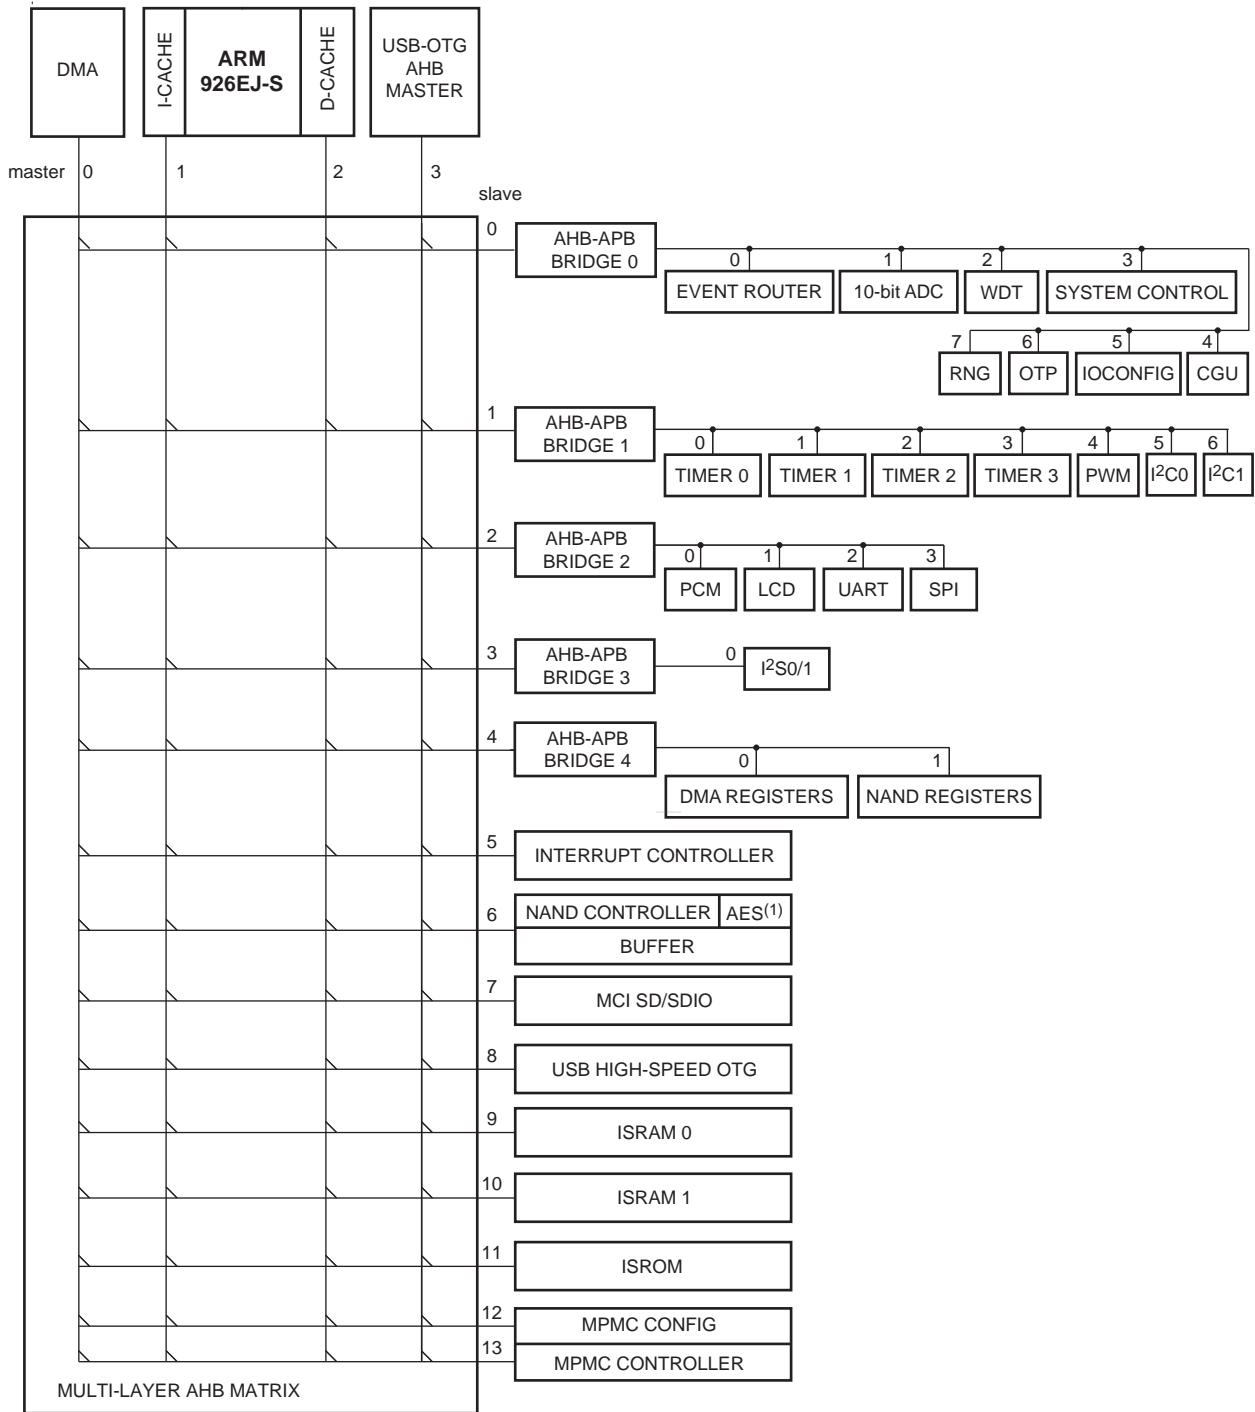 DMA
I-CACHE
ARM
926EJ-S
D-CACHE
USB-OTG
AHB
MASTER
master 0 1 2 3
slave
0
AHB-APB
BRIDGE 0
0 1 2 3
EVENT ROUTER 10-bit ADC WDT SYSTEM CONTROL
7 6 5 4
RNG OTP IOCONFIG CGU
1
AHB-APB
BRIDGE 1
0 1 2 3 4 5 6
TIMER 0 TIMER 1 TIMER 2 TIMER 3 PWM I2C0 I2C1
2
AHB-APB
BRIDGE 2
0 1 2 3
PCM LCD UART SPI
3
AHB-APB
BRIDGE 3
0
I2S0/1
4
AHB-APB
BRIDGE 4
0 1
DMA REGISTERS NAND REGISTERS
5
INTERRUPT CONTROLLER
6
NAND CONTROLLER AES(1)
BUFFER
7
MCI SD/SDIO
8
USB HIGH-SPEED OTG
9
ISRAM 0
10
ISRAM 1
11
ISROM
12
MPMC CONFIG
13
MPMC CONTROLLER
MULTI-LAYER AHB MATRIX